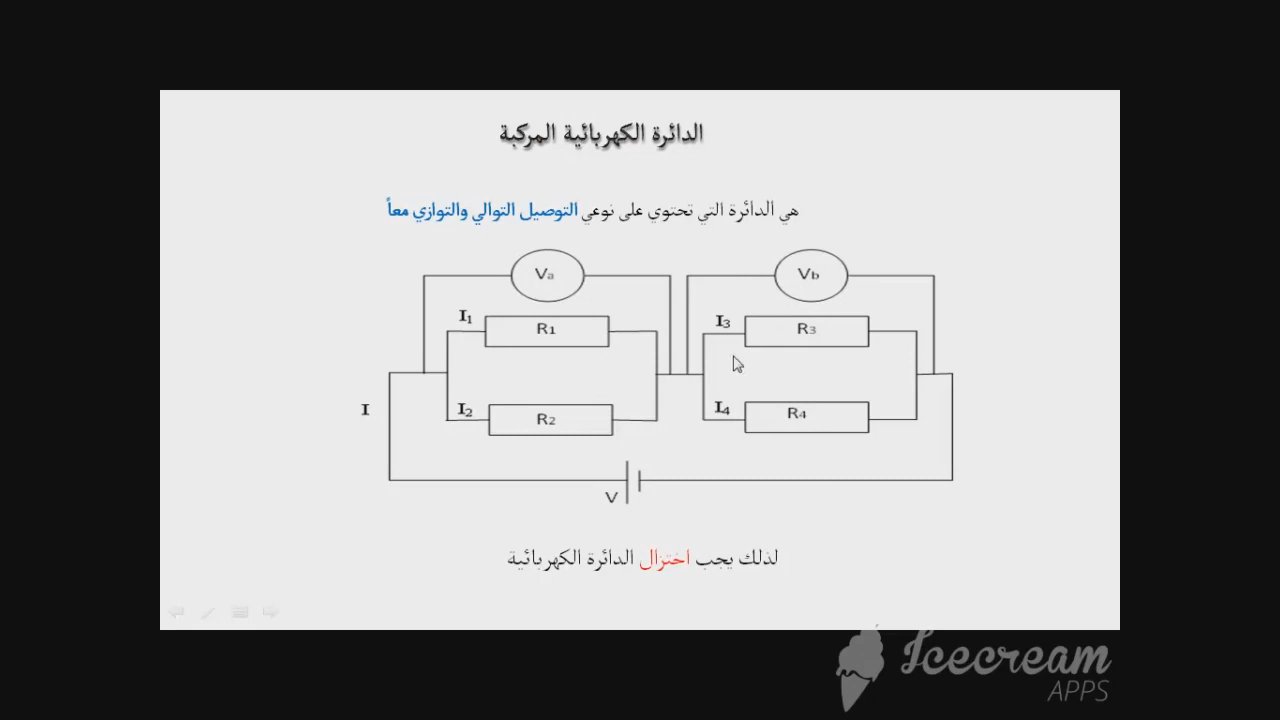 الدائرة الكهربائية المركبة
هي الدائرة التي تحتوي على نوعي التوصيل التوالي والتوازي معاً
Va
Vb
I1
R1
I3
R3
I
I2
R2
I4
R4
V
لذلك يجب اختزال الدائرة الكهربائية
Icecream
APPS